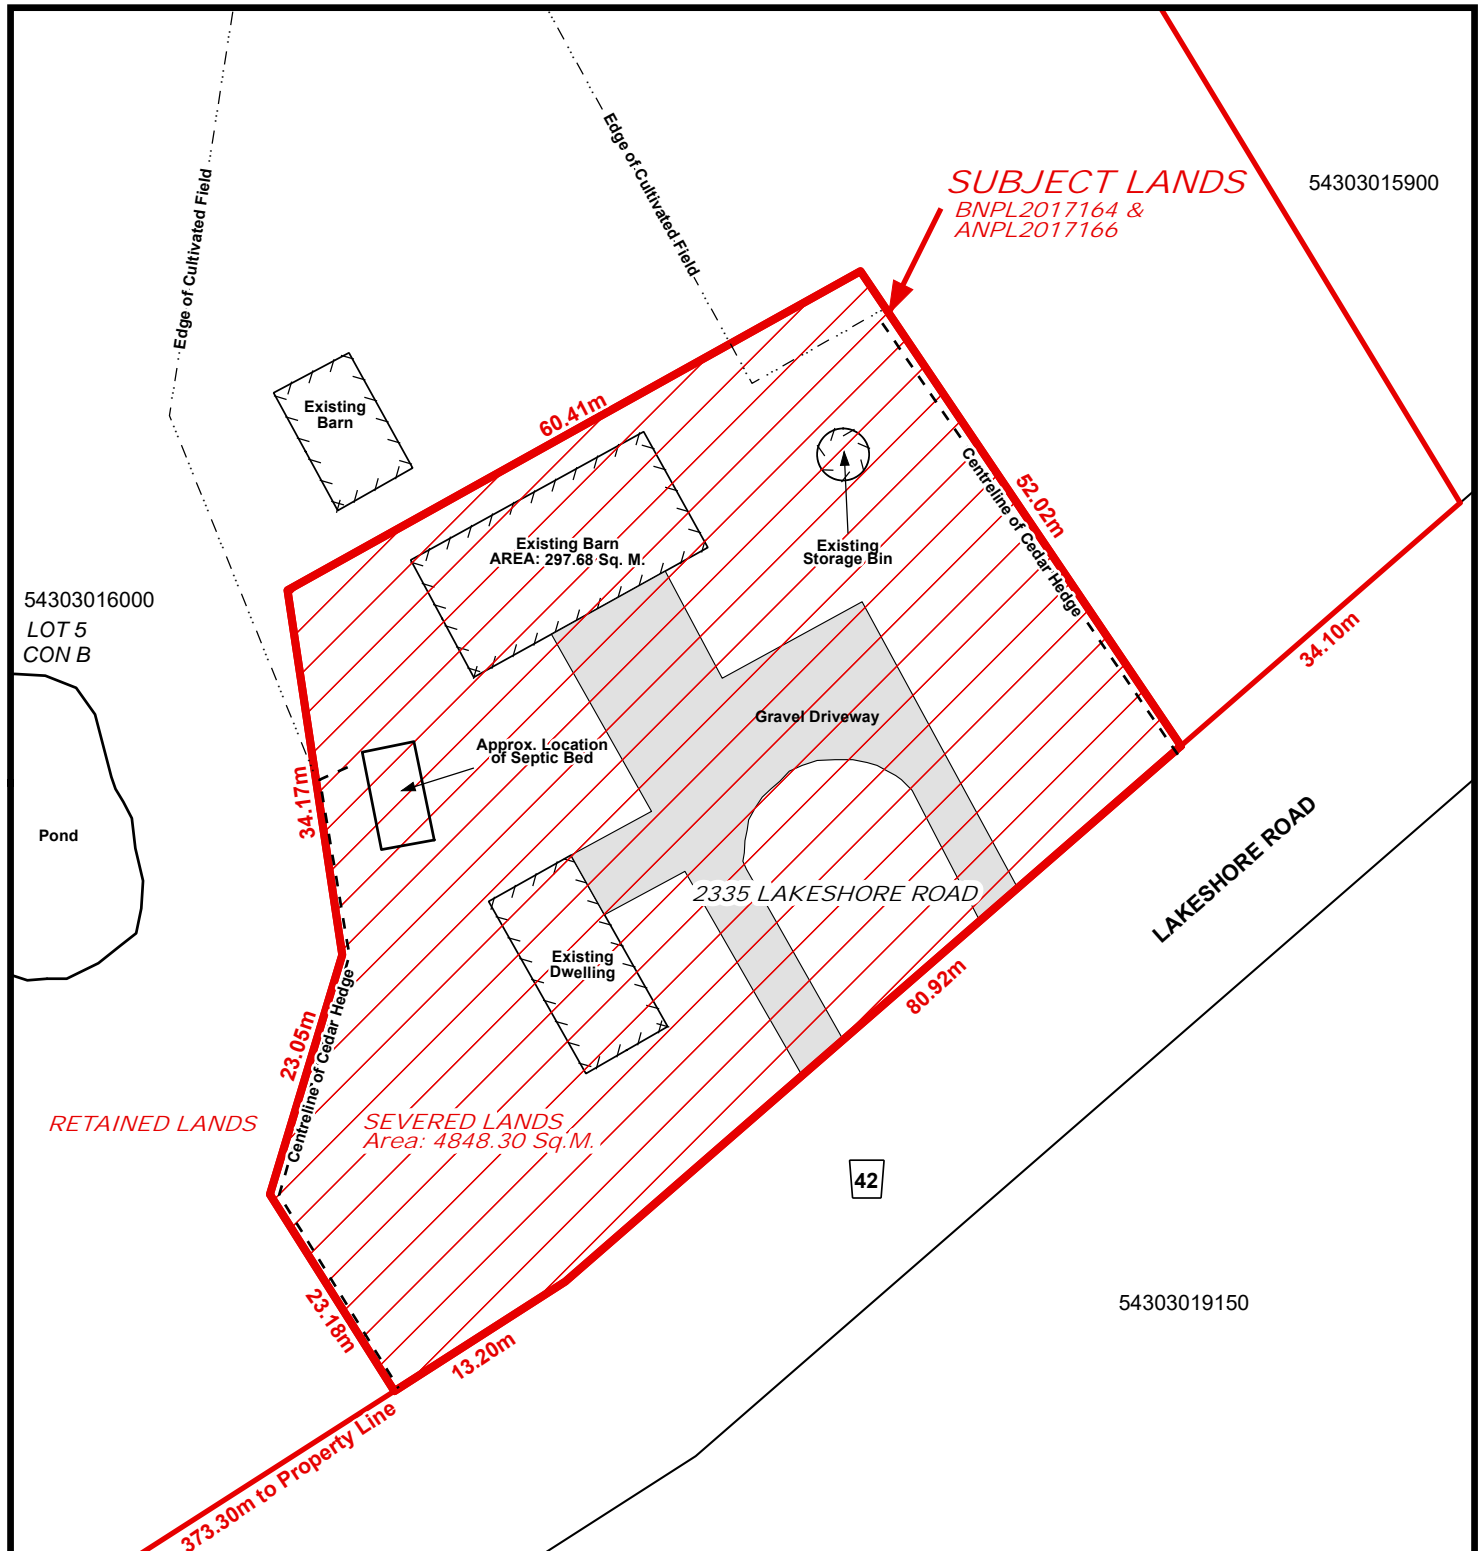 Edge of Cultivated Field
Edge of Cultivated Field
SUBJECT LANDS
BNPL2017164 &
ANPL2017166
54303015900
Existing
Barn
60.41m
Existing Barn
AREA: 297.68 Sq. M.
Existing
Storage Bin
Centreline of Cedar Hedge
52.02m
54303016000
LOT 5
CON B
34.10m
Gravel Driveway
Approx. Location
of Septic Bed
34.17m
Pond
2335 LAKESHORE ROAD
LAKESHORE ROAD
Existing
Dwelling
80.92m
23.05m
Centreline of Cedar Hedge
RETAINED LANDS
SEVERED LANDS
Area: 4848.30 Sq.M.
42
54303019150
23.18m
13.20m
373.30m to Property Line